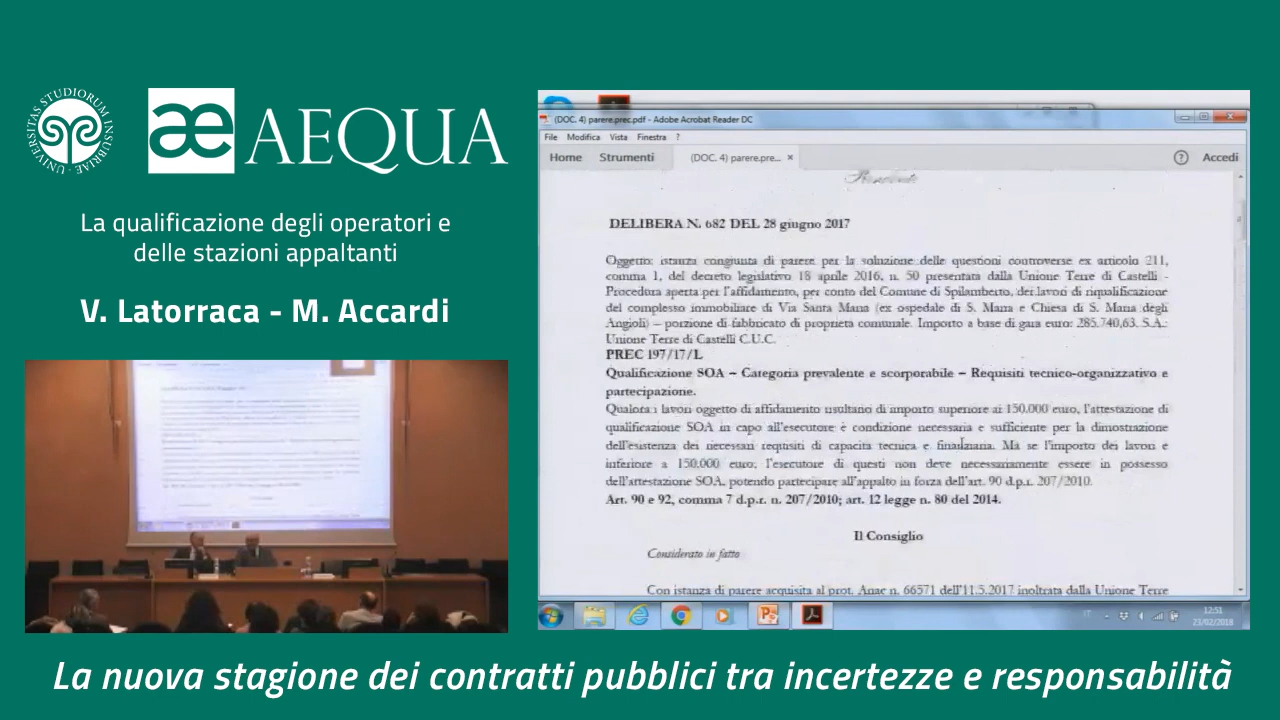 UNIVERSITAS STUDIORUM INSUBRIAE
æ AEQUA
La qualificazione degli operatori e
delle stazioni appaltanti
V. Latorraca - M. Accardi
(DOC. 4) parere.prec.pdf - Adobe Acrobat Reader DC
File Modifica Vista Finestra ?
Home Strumenti (DOC. 4) parere.pre... × ? Accedi
DELIBERA N. 682 DEL 28 giugno 2017
Oggetto: istanza congiunta di parere per la soluzione delle questioni controverse ex articolo 211,
comma 1, del decreto legislativo 18 aprile 2016, n. 50 presentata dalla Unione Terre di Castelli -
Procedura aperta per l'affidamento, per conto del Comune di Spilamberto, dei lavori di riqualificazione
del complesso immobiliare di Via Santa Maria (ex ospedale di S. Maria e Chiesa di S. Maria degli
Angioli) – porzione di fabbricato di proprietà comunale. Importo a base di gara euro: 285.740,63. S.A.:
Unione Terre di Castelli C.U.C.
PREC 197/17/L
Qualificazione SOA – Categoria prevalente e scorporabile – Requisiti tecnico-organizzativo e
partecipazione.
Qualora i lavori oggetto di affidamento risultano di importo superiore ai 150.000 euro, l'attestazione di
qualificazione SOA in capo all'esecutore è condizione necessaria e sufficiente per la dimostrazione
dell'esistenza dei necessari requisiti di capacità tecnica e finanziaria. Ma se l'importo dei lavori è
inferiore a 150.000 euro, l'esecutore di questi non deve necessariamente essere in possesso
dell'attestazione SOA, potendo partecipare all'appalto in forza dell'art. 90 d.p.r. 207/2010.
Art. 90 e 92, comma 7 d.p.r. n. 207/2010; art. 12 legge n. 80 del 2014.
Il Consiglio
Considerato in fatto
Con istanza di parere acquisita al prot. Anac n. 66571 dell'11.5.2017 inoltrata dalla Unione Terre
IT 12:51
23/02/2018
La nuova stagione dei contratti pubblici tra incertezze e responsabilità